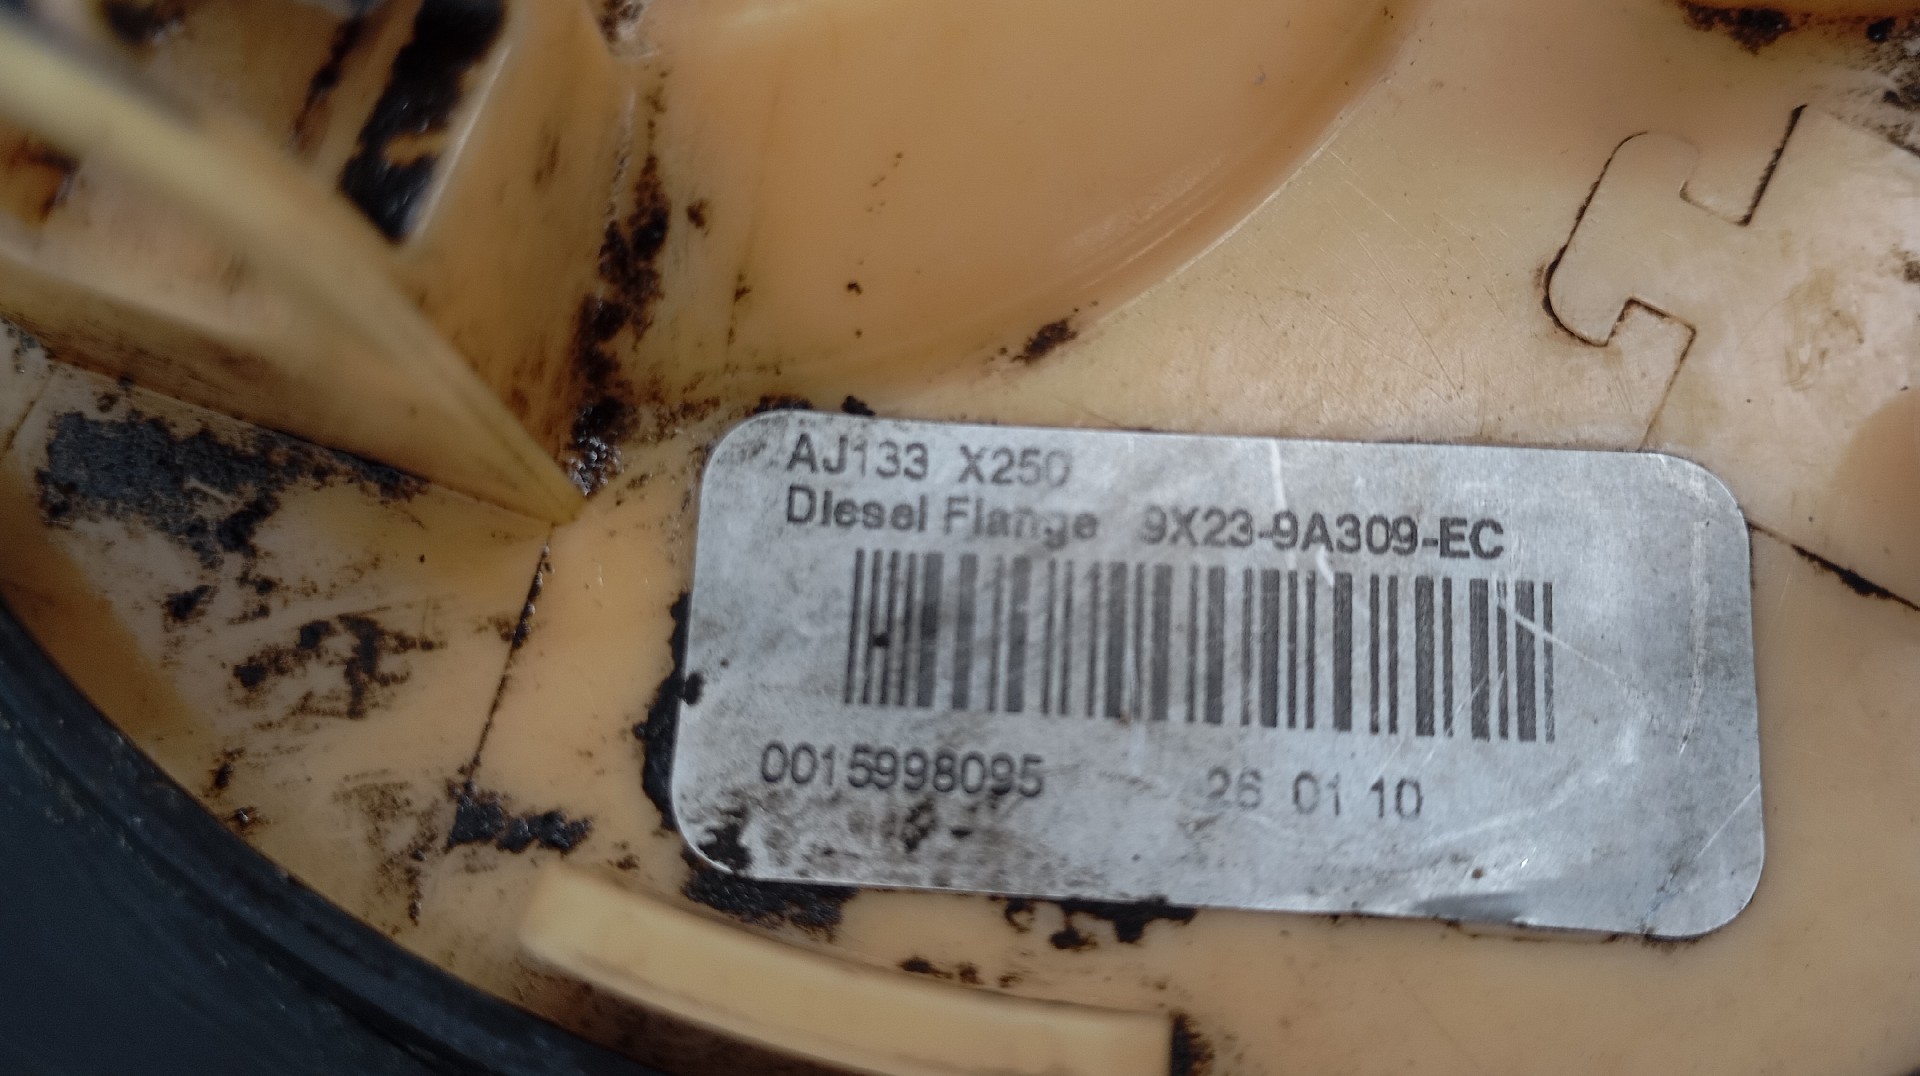 AJ133 X250
Diesel Flange 9X23-9A309-EC
0015998095 26 01 10